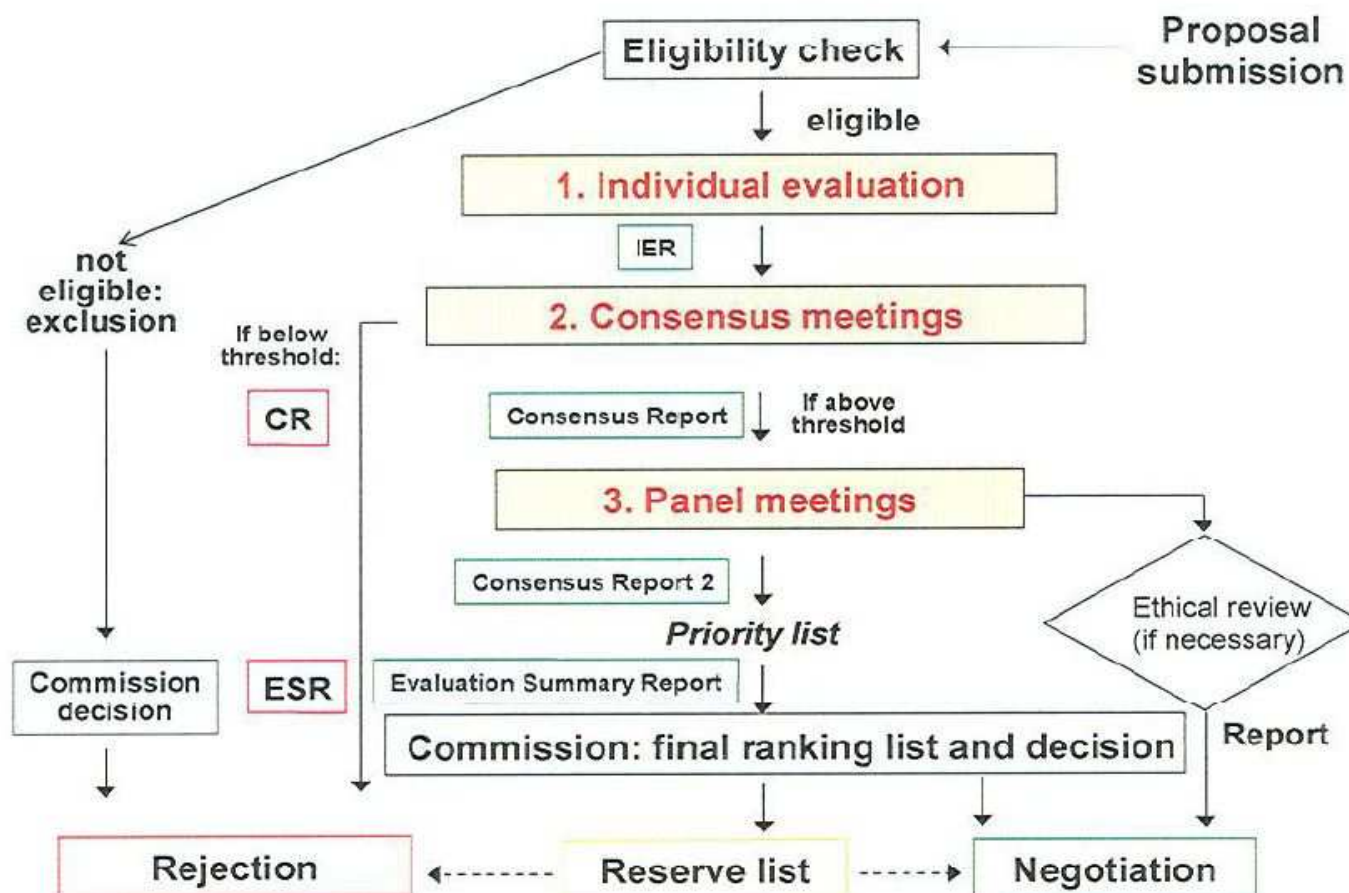 Proposal
submission
Eligibility check
eligible
1. Individual evaluation
IER
not
eligible:
exclusion
2. Consensus meetings
If below
threshold:
CR
Consensus Report
If above
threshold
3. Panel meetings
Consensus Report 2
Ethical review
(if necessary)
Priority list
Commission
decision
ESR
Evaluation Summary Report
Report
Commission: final ranking list and decision
Rejection
Reserve list
Negotiation